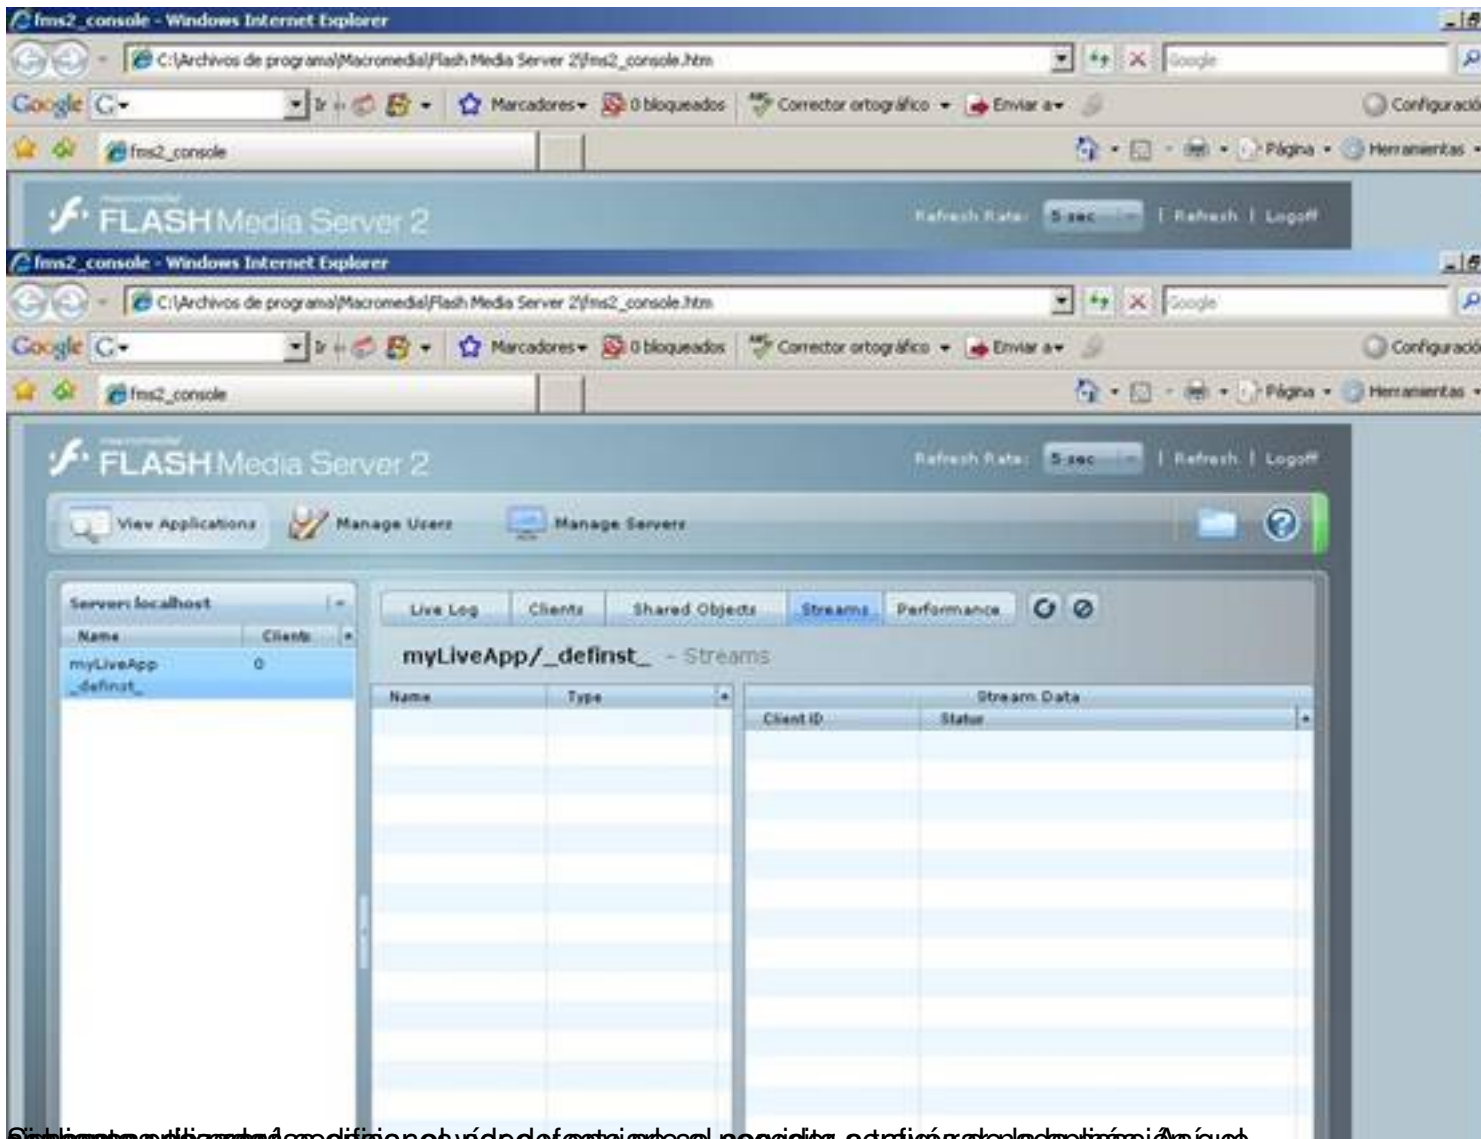 fms2_console - Windows Internet Explorer
C:\Archivos de programa\Macromedia\Flash Media Server 2\fms2_console.htm
Google
Google G Ir Marcadores 0 bloqueados Corrector ortográfico Enviar a Configuració
fms2_console Página Herramientas
macromedia
FLASH Media Server 2 Refresh Rate: 5 sec | Refresh | Logoff
fms2_console - Windows Internet Explorer
C:\Archivos de programa\Macromedia\Flash Media Server 2\fms2_console.htm
Google
Google G Ir Marcadores 0 bloqueados Corrector ortográfico Enviar a Configuració
fms2_console Página Herramientas
macromedia
FLASH Media Server 2 Refresh Rate: 5 sec | Refresh | Logoff
View Applications Manage Users Manage Servers
Server: localhost
Name Clients
myLiveApp 0
_definst_
Live Log Clients Shared Objects Streams Performance
myLiveApp/_definst_ - Streams
Name Type
Stream Data
Client ID Status